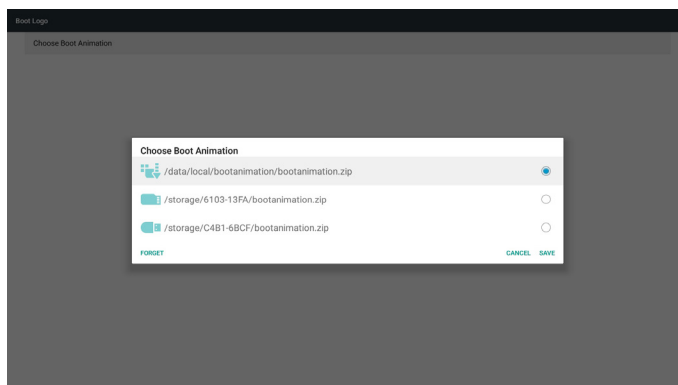 Boot Logo
Choose Boot Animation
Choose Boot Animation
/data/local/bootanimation/bootanimation.zip
/storage/6103-13FA/bootanimation.zip
/storage/C4B1-6BCF/bootanimation.zip
FORGET CANCEL SAVE